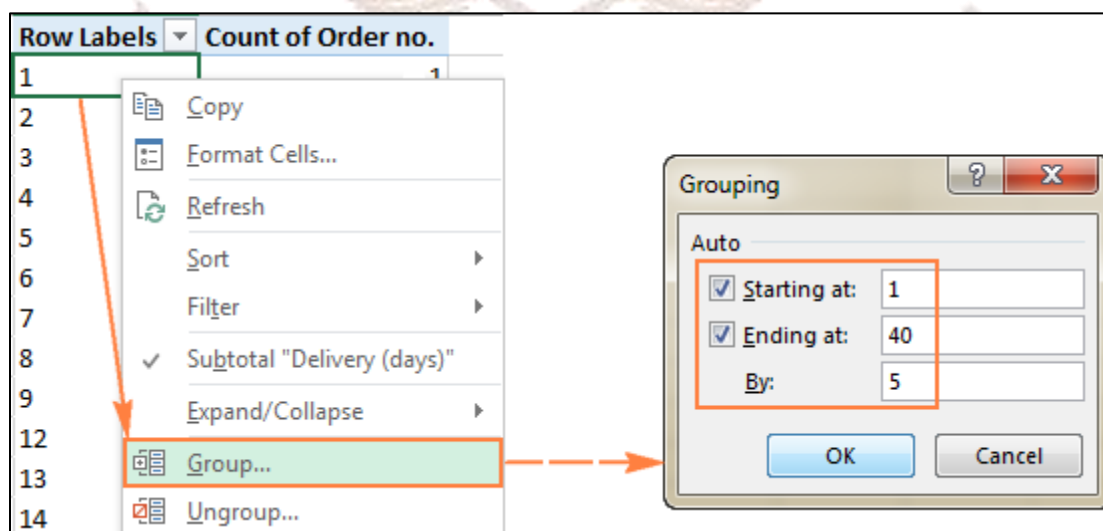 Row Labels Count of Order no.
1 1
2
3
4
5
6
7
8
9
12
13
14
Copy
Format Cells...
Refresh
Sort
Filter
Subtotal "Delivery (days)"
Expand/Collapse
Group...
Ungroup...
Grouping
Auto
Starting at: 1
Ending at: 40
By: 5
OK Cancel